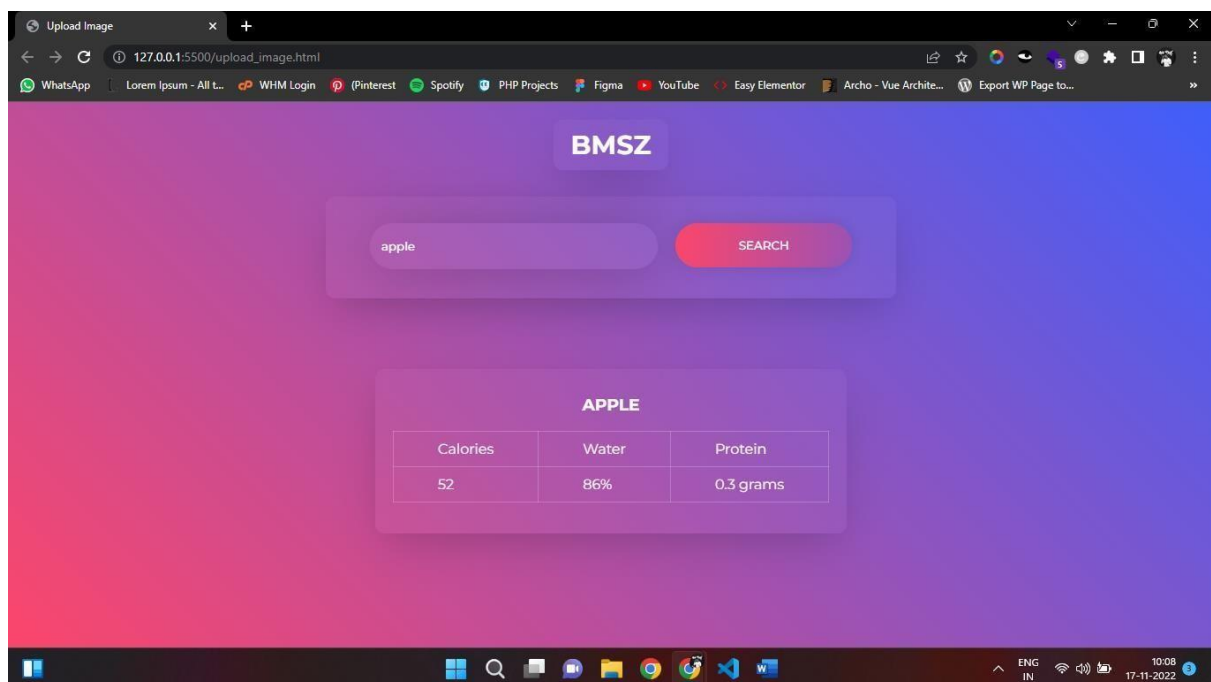 Upload Image
127.0.0.1:5500/upload_image.html
WhatsApp Lorem Ipsum - All t... WHM Login (Pinterest Spotify PHP Projects Figma YouTube Easy Elementor Archo - Vue Archite... Export WP Page to... »
BMSZ
apple SEARCH
APPLE
Calories Water Protein
52 86% 0.3 grams
ENG 10:08
IN 17-11-2022 3